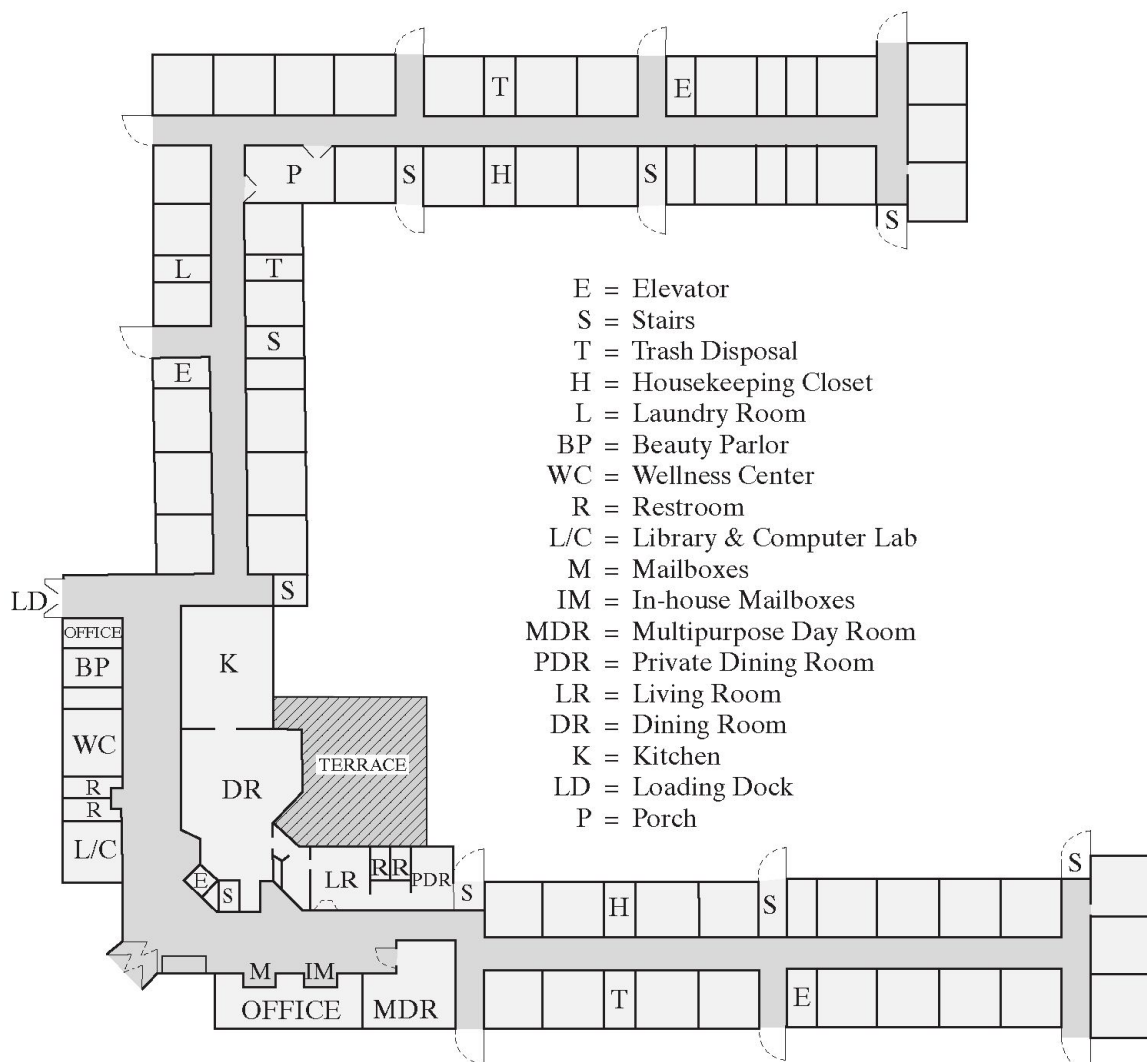 T
E
P
S
H
S
S
L
T
S
E
E = Elevator
S = Stairs
T = Trash Disposal
H = Housekeeping Closet
L = Laundry Room
BP = Beauty Parlor
WC = Wellness Center
R = Restroom
L/C = Library & Computer Lab
M = Mailboxes
IM = In-house Mailboxes
MDR = Multipurpose Day Room
PDR = Private Dining Room
LR = Living Room
DR = Dining Room
K = Kitchen
LD = Loading Dock
P = Porch
LD
S
OFFICE
BP
K
WC
TERRACE
R
DR
R
L/C
E
S
LR
R
R
PDR
S
H
S
S
M
IM
OFFICE
MDR
T
E